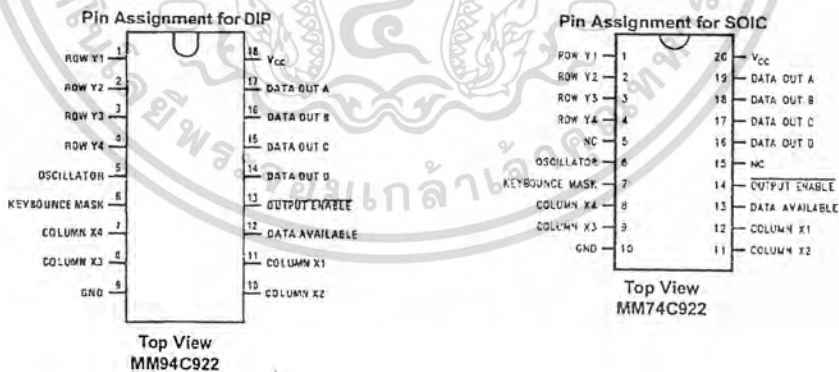 Pin Assignment for DIP
ROW Y1 1
ROW Y2 2
ROW Y3 3
ROW Y4 4
OSCILLATOR 5
KEYBOUNCE MASK 6
COLUMN X4 7
COLUMN X3 8
GND 9
18 VCC
17 DATA OUT A
16 DATA OUT B
15 DATA OUT C
14 DATA OUT D
13 OUTPUT ENABLE
12 DATA AVAILABLE
11 COLUMN X1
10 COLUMN X2
Top View
MM94C922
Pin Assignment for SOIC
ROW Y1 1
ROW Y2 2
ROW Y3 3
ROW Y4 4
NC 5
OSCILLATOR 6
KEYBOUNCE MASK 7
COLUMN X4 8
COLUMN X3 9
GND 10
20 VCC
19 DATA OUT A
18 DATA OUT B
17 DATA OUT C
16 DATA OUT D
15 NC
14 OUTPUT ENABLE
13 DATA AVAILABLE
12 COLUMN X1
11 COLUMN X2
Top View
MM74C922